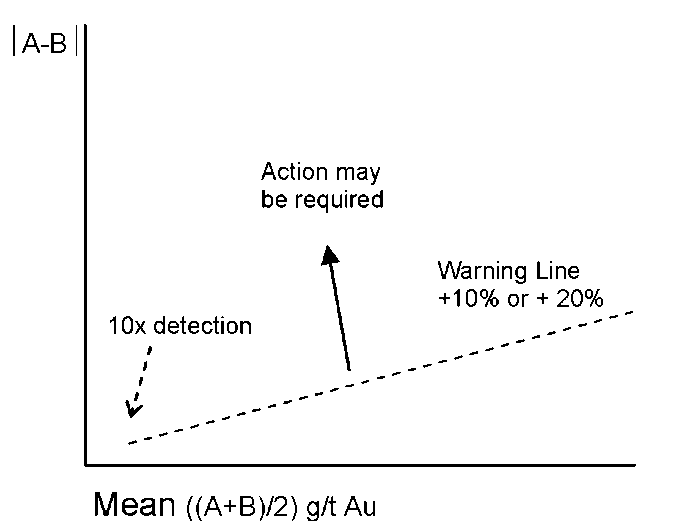 |A-B|
Action may
be required
Warning Line
+10% or + 20%
10x detection
Mean ((A+B)/2) g/t Au